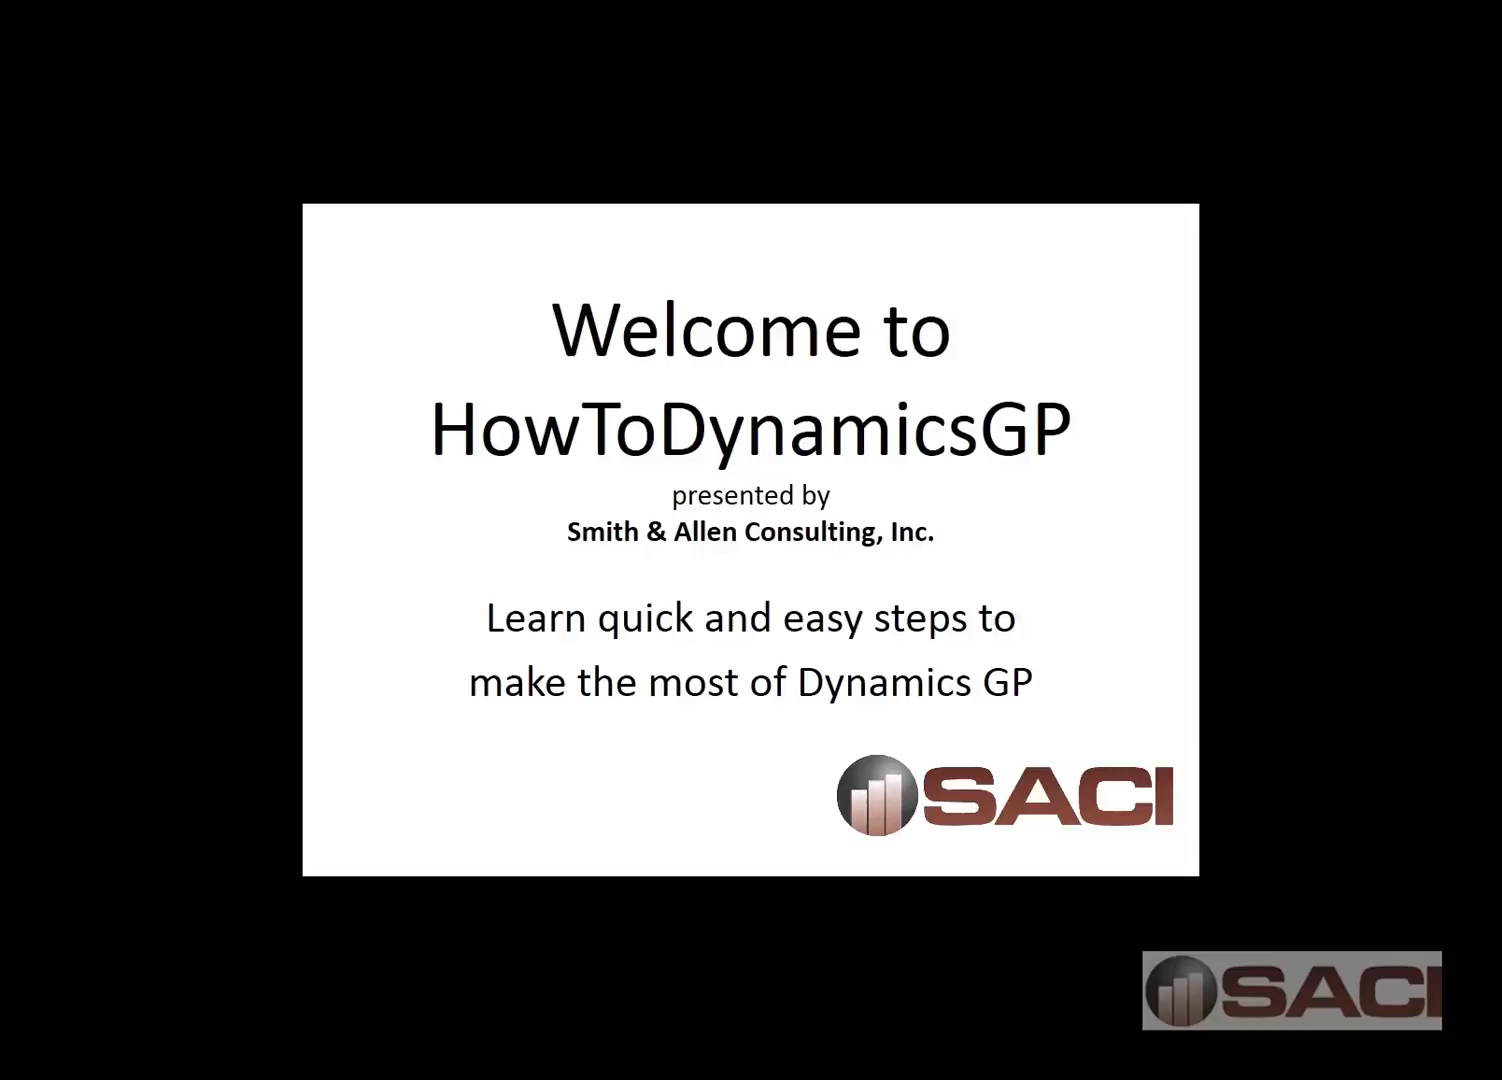 Welcome to
HowToDynamicsGP
presented by
Smith & Allen Consulting, Inc.
Learn quick and easy steps to
make the most of Dynamics GP
SACI
SACI